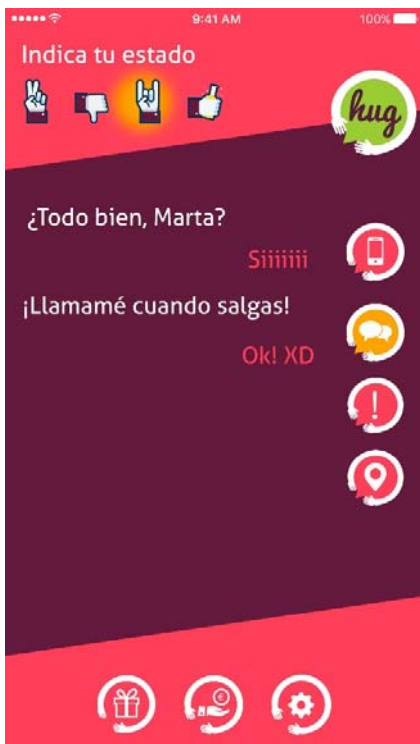 9:41 AM
100%
Indica tu estado
hug
¿Todo bien, Marta?
Siiiiiii
¡Llamamé cuando salgas!
Ok! XD
!
€